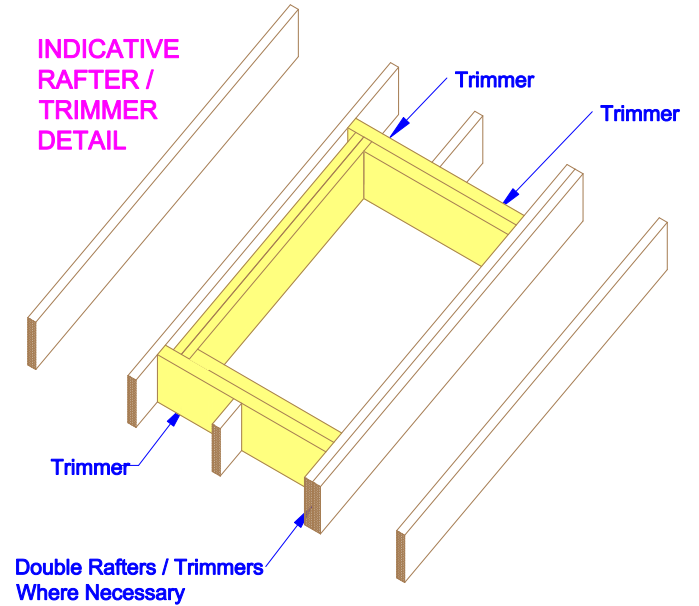 INDICATIVE
RAFTER /
TRIMMER
DETAIL
Trimmer
Trimmer
Trimmer
Double Rafters / Trimmers
Where Necessary